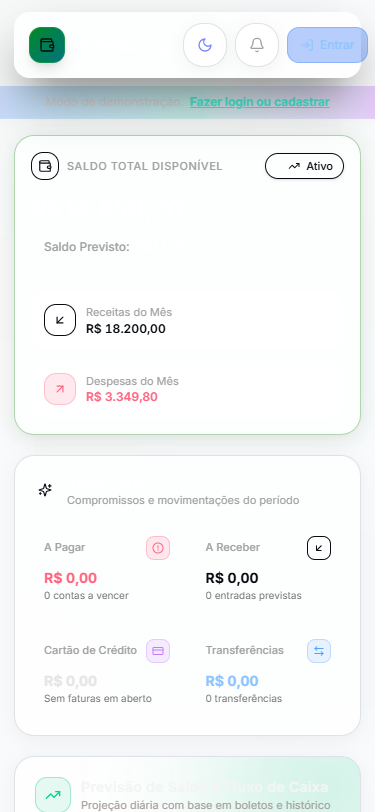 Entrar
Modo de demonstração. Fazer login ou cadastrar
SALDO TOTAL DISPONÍVEL
Ativo
Saldo Previsto:
Receitas do Mês
R$ 18.200,00
Despesas do Mês
R$ 3.349,80
Compromissos e movimentações do período
A Pagar
R$ 0,00
0 contas a vencer
A Receber
R$ 0,00
0 entradas previstas
Cartão de Crédito
R$ 0,00
Sem faturas em aberto
Transferências
R$ 0,00
0 transferências
Previsão de Saldo e Fluxo de Caixa
Projeção diária com base em boletos e histórico